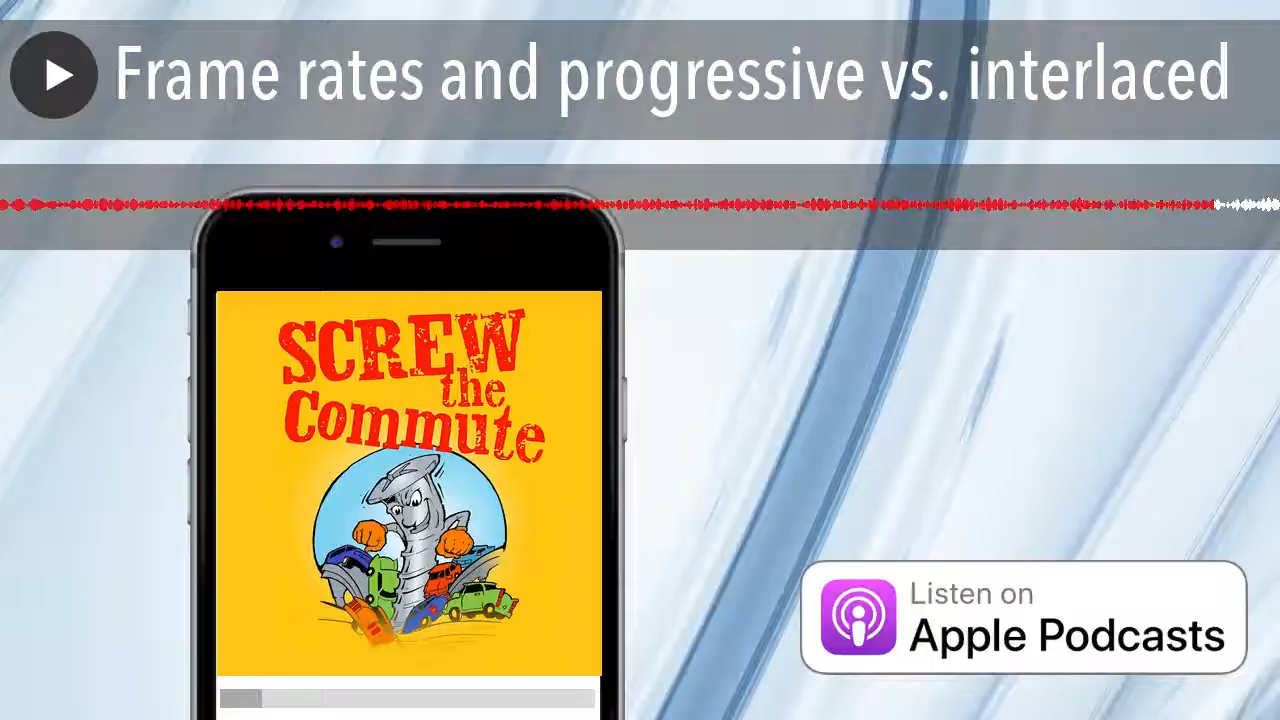 Frame rates and progressive vs. interlaced
SCREW
the
Commute
Listen on
Apple Podcasts